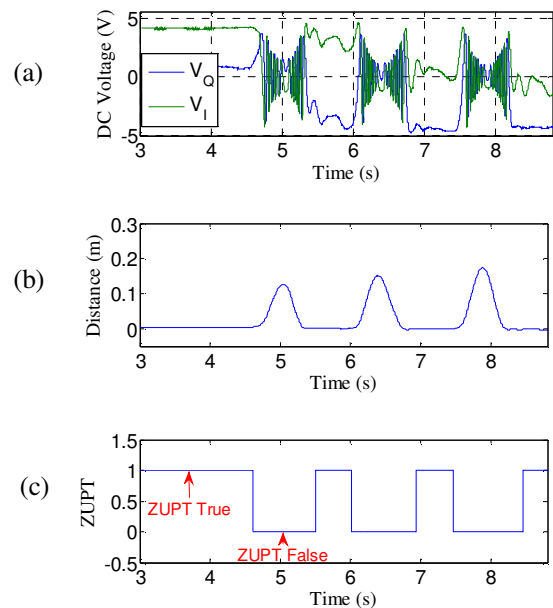 (a)
DC Voltage (V)
5
0
-5
V_Q
V_I
3 4 5 6 7 8
Time (s)
(b)
Distance (m)
0.3
0.2
0.1
0
3 4 5 6 7 8
Time (s)
(c)
ZUPT
1.5
1
0.5
0
-0.5
ZUPT True
ZUPT False
3 4 5 6 7 8
Time (s)